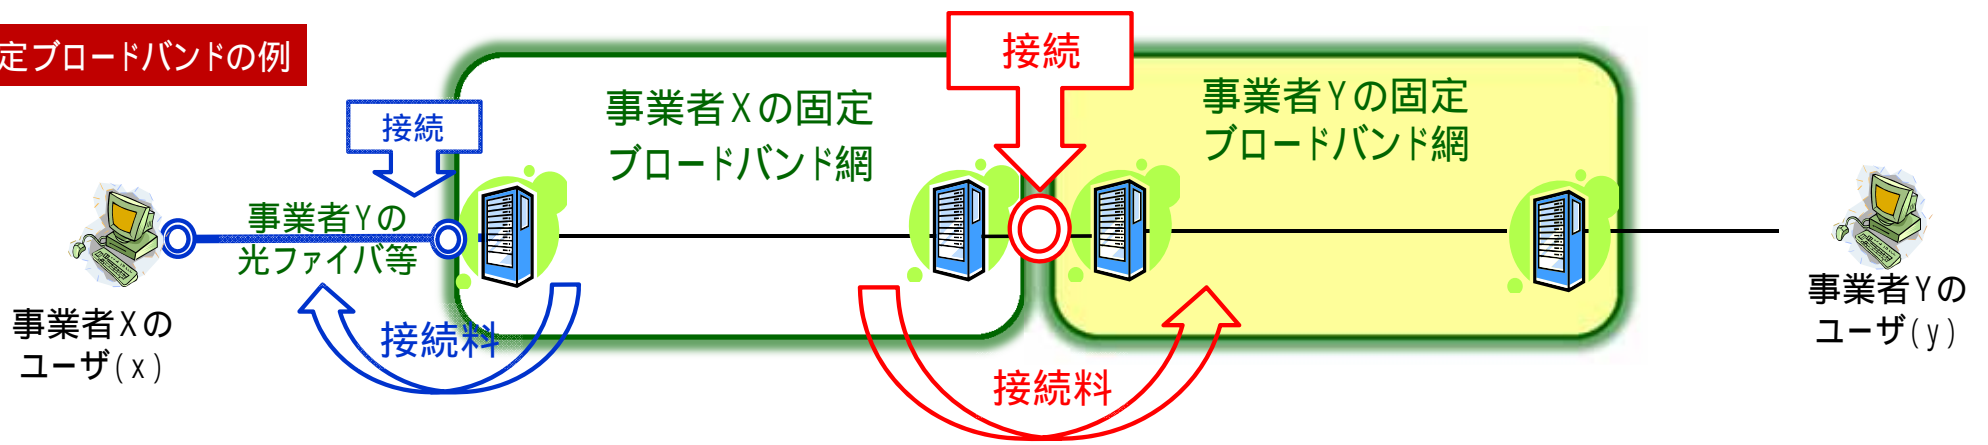 定ブロードバンドの例
接続
接続
事業者Xの固定
ブロードバンド網
事業者Yの固定
ブロードバンド網
事業者Yの
光ファイバ等
事業者Xの
ユーザ(x)
接続料
接続料
事業者Yの
ユーザ(y)